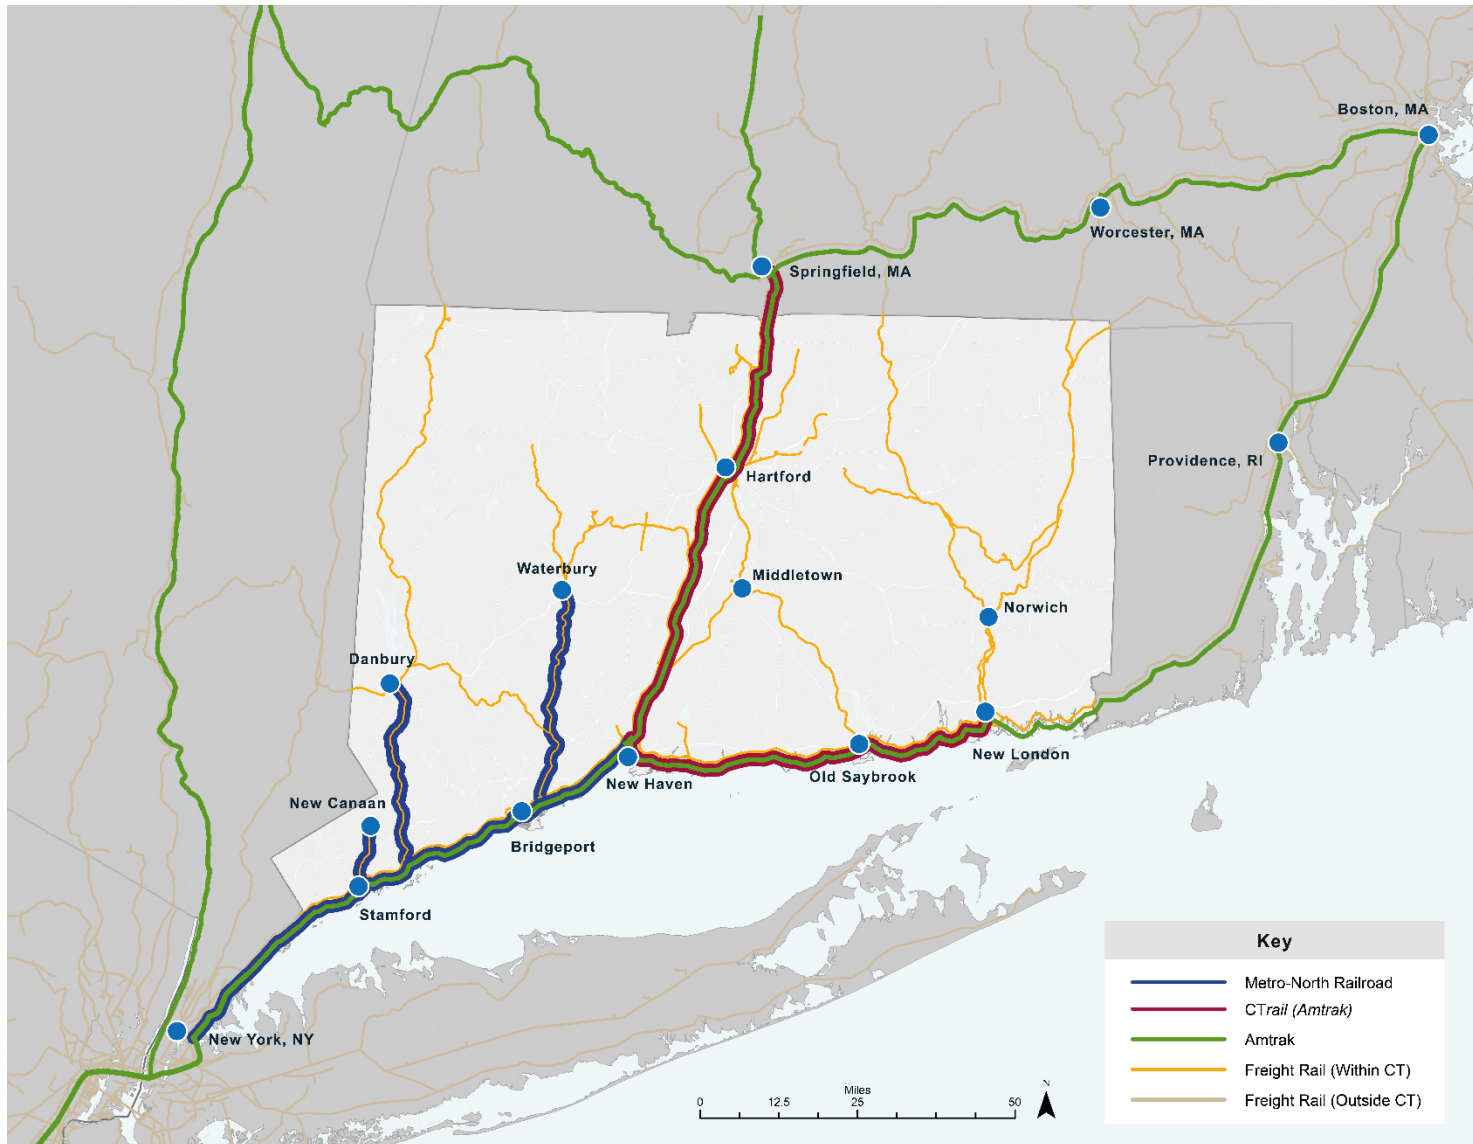 Boston, MA
Worcester, MA
Springfield, MA
Providence, RI
Hartford
Waterbury
Middletown
Norwich
Danbury
New London
Old Saybrook
New Haven
New Canaan
Bridgeport
Stamford
New York, NY
Key
Metro-North Railroad
CTrail (Amtrak)
Amtrak
Freight Rail (Within CT)
Freight Rail (Outside CT)
Miles
0 12.5 25 50
N